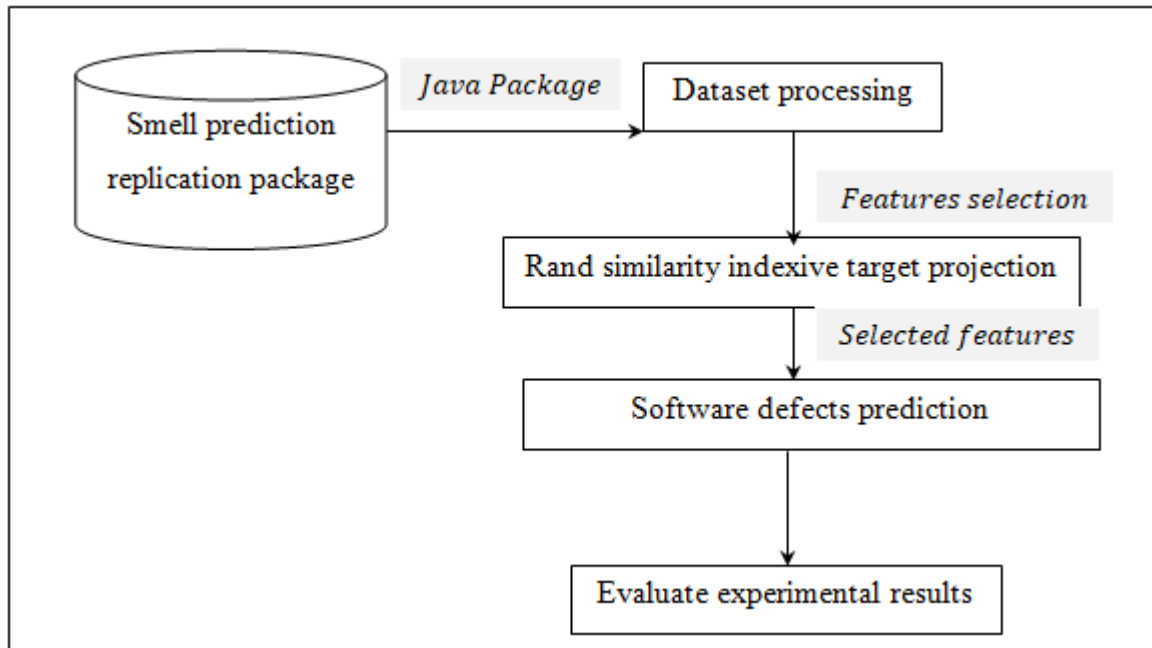 Smell prediction
replication package
Java Package
Dataset processing
Features selection
Rand similarity indexive target projection
Selected features
Software defects prediction
Evaluate experimental results